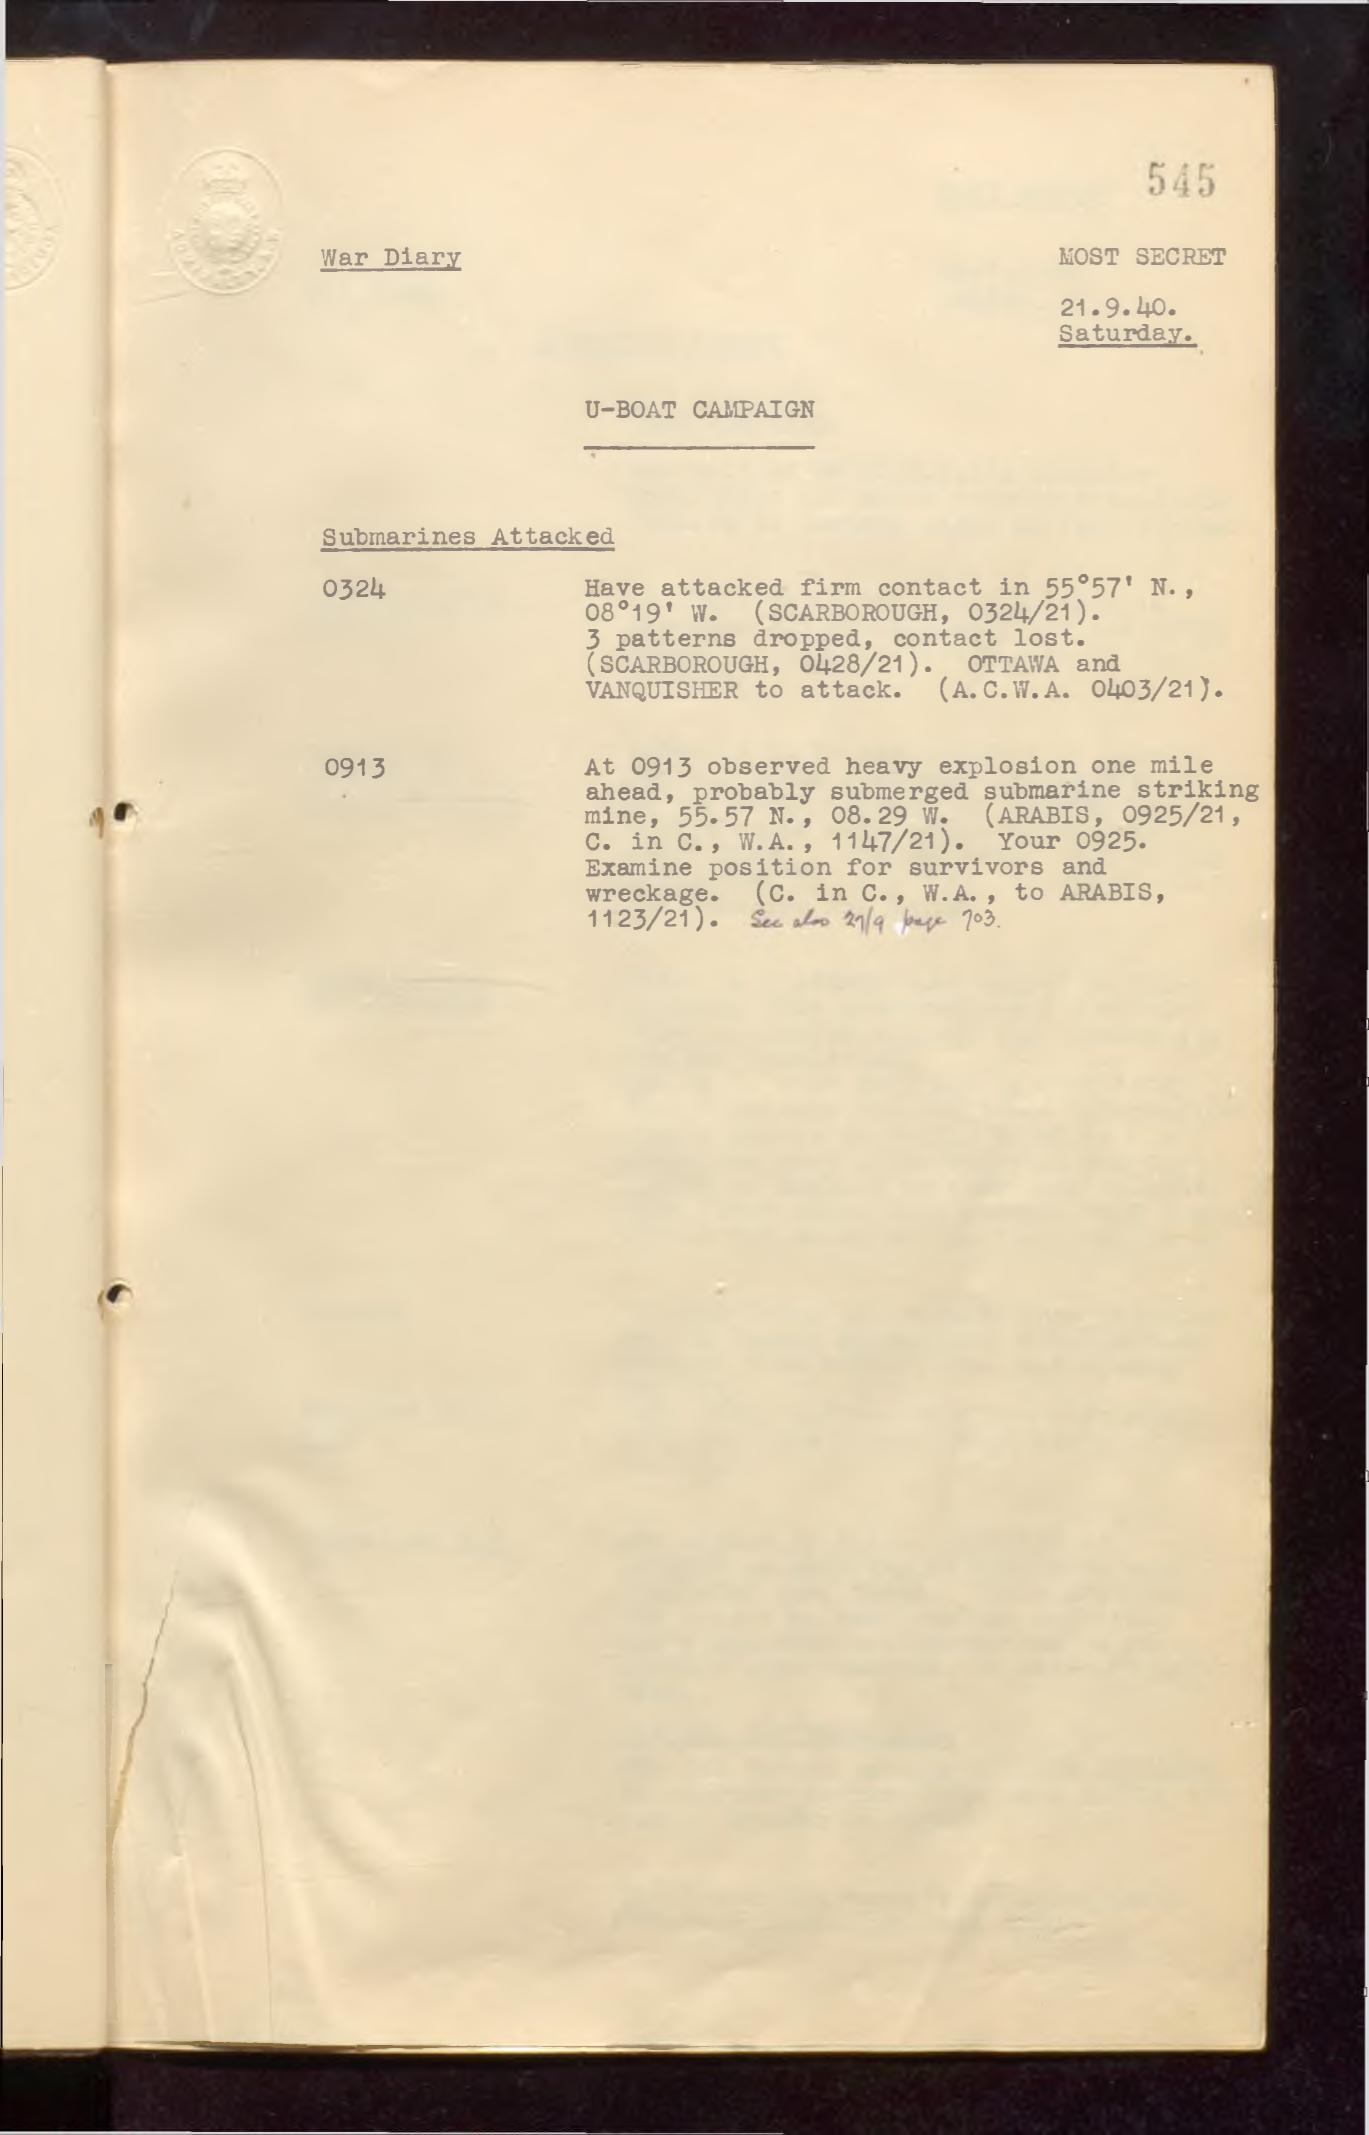 545
War Diary
MOST SECRET
21.9.40.
Saturday.
U-BOAT CAMPAIGN
Submarines Attacked
0324
Have attacked firm contact in 55°57' N.,
08°19' W. (SCARBOROUGH, 0324/21).
3 patterns dropped, contact lost.
(SCARBOROUGH, 0428/21). OTTAWA and
VANQUISHER to attack. (A.C.W.A. 0403/21).
0913
At 0913 observed heavy explosion one mile
ahead, probably submerged submarine striking
mine, 55.57 N., 08.29 W. (ARABIS, 0925/21,
C. in C., W.A., 1147/21). Your 0925.
Examine position for survivors and
wreckage. (C. in C., W.A., to ARABIS,
1123/21). See also 27/9 page 703.